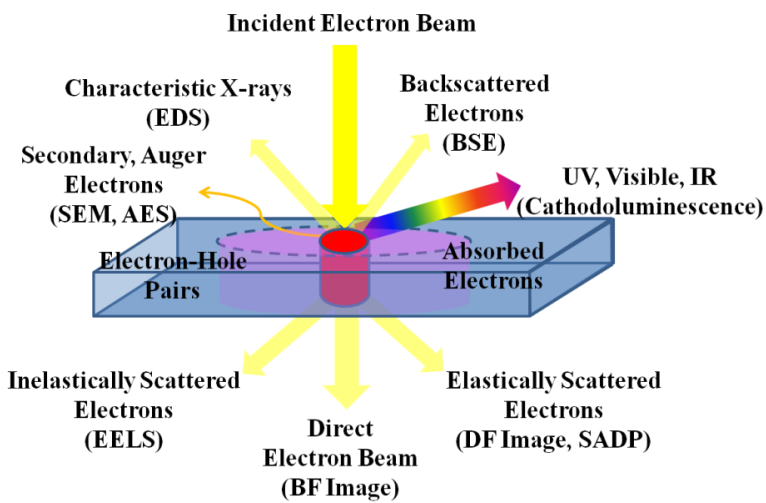 Incident Electron Beam
Characteristic X-rays
(EDS)
Backscattered
Electrons
(BSE)
Secondary, Auger
Electrons
(SEM, AES)
UV, Visible, IR
(Cathodoluminescence)
Electron-Hole
Pairs
Absorbed
Electrons
Inelastically Scattered
Electrons
(EELS)
Direct
Electron Beam
(BF Image)
Elastically Scattered
Electrons
(DF Image, SADP)